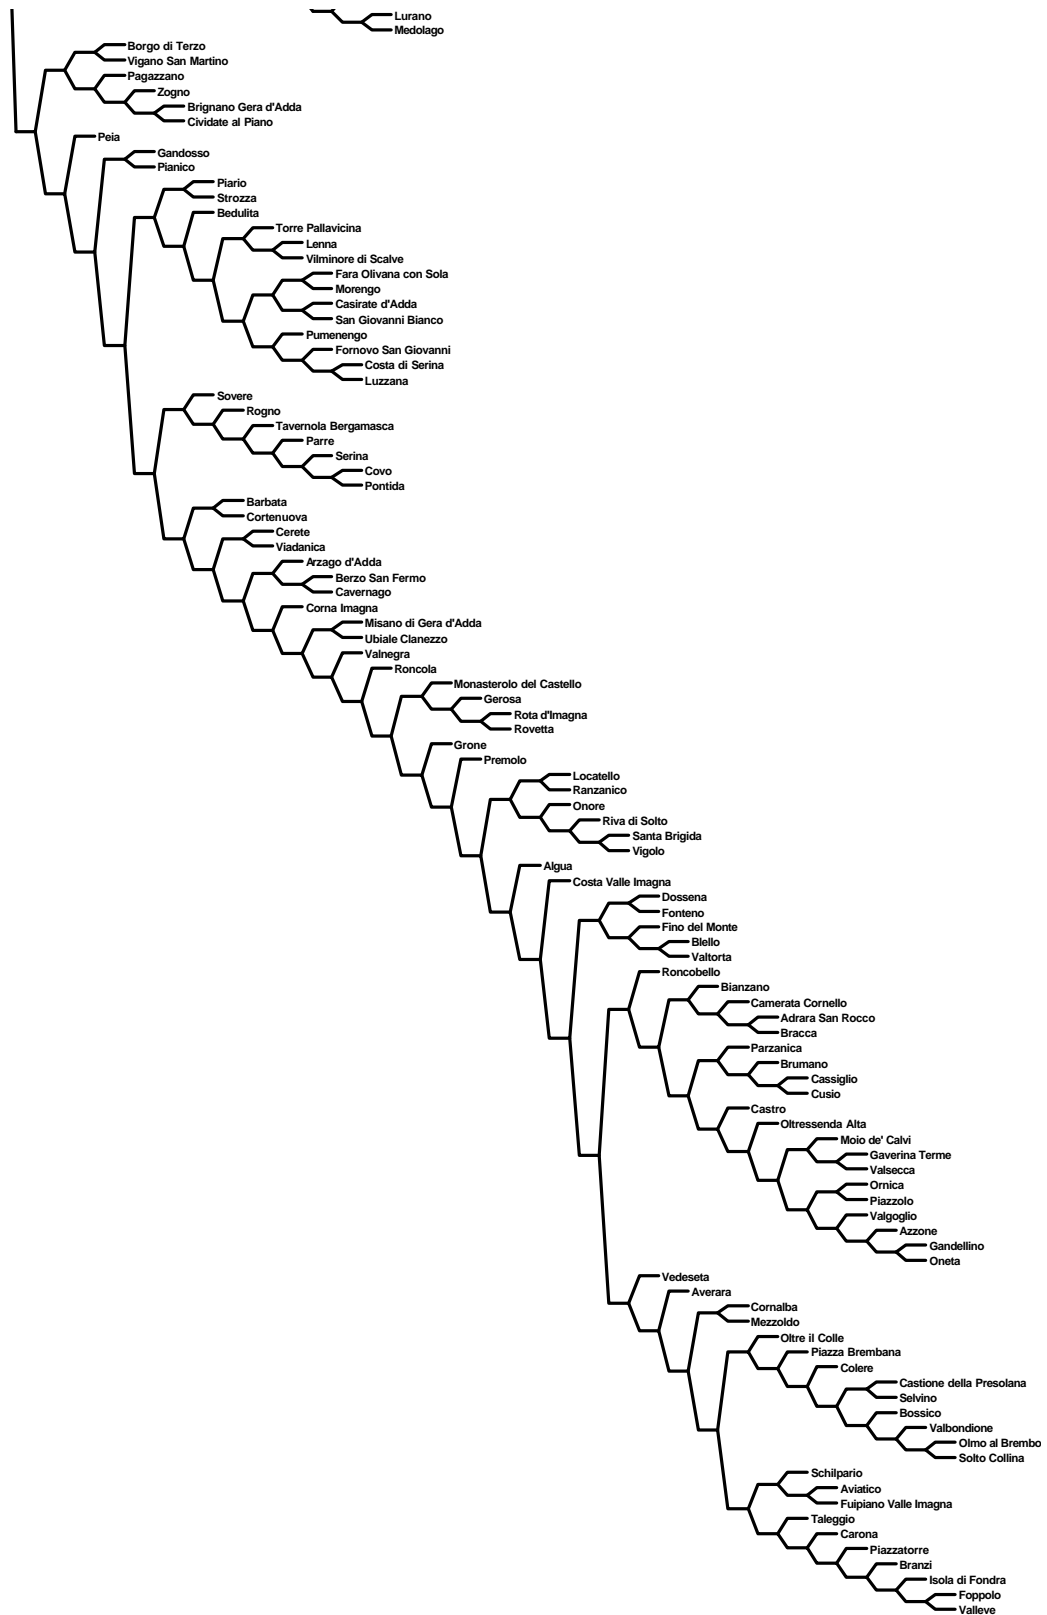 Lurano
Medolago
Borgo di Terzo
Vigano San Martino
Pagazzano
Zogno
Brignano Gera d'Adda
Cividate al Piano
Peia
Gandosso
Pianico
Piario
Strozza
Bedulita
Torre Pallavicina
Lenna
Vilminore di Scalve
Fara Olivana con Sola
Morengo
Casirate d'Adda
San Giovanni Bianco
Pumenengo
Fornovo San Giovanni
Costa di Serina
Luzzana
Sovere
Rogno
Tavernola Bergamasca
Parre
Serina
Covo
Pontida
Barbata
Cortenuova
Cerete
Viadanica
Arzago d'Adda
Berzo San Fermo
Cavernago
Corna Imagna
Misano di Gera d'Adda
Ubiale Clanezzo
Valnegra
Roncola
Monasterolo del Castello
Gerosa
Rota d'Imagna
Rovetta
Grone
Premolo
Locatello
Ranzanico
Onore
Riva di Solto
Santa Brigida
Vigolo
Algua
Costa Valle Imagna
Dossena
Fonteno
Fino del Monte
Blello
Valtorta
Roncobello
Bianzano
Camerata Cornello
Adrara San Rocco
Bracca
Parzanica
Brumano
Cassiglio
Cusio
Castro
Oltressenda Alta
Moio de' Calvi
Gaverina Terme
Valsecca
Ornica
Piazzolo
Valgoglio
Azzone
Gandellino
Oneta
Vedeseta
Averara
Cornalba
Mezzoldo
Oltre il Colle
Piazza Brembana
Colere
Castione della Presolana
Selvino
Bossico
Valbondione
Olmo al Brembo
Solto Collina
Schilpario
Aviatico
Fuipiano Valle Imagna
Taleggio
Carona
Piazzatorre
Branzi
Isola di Fondra
Foppolo
Valleve